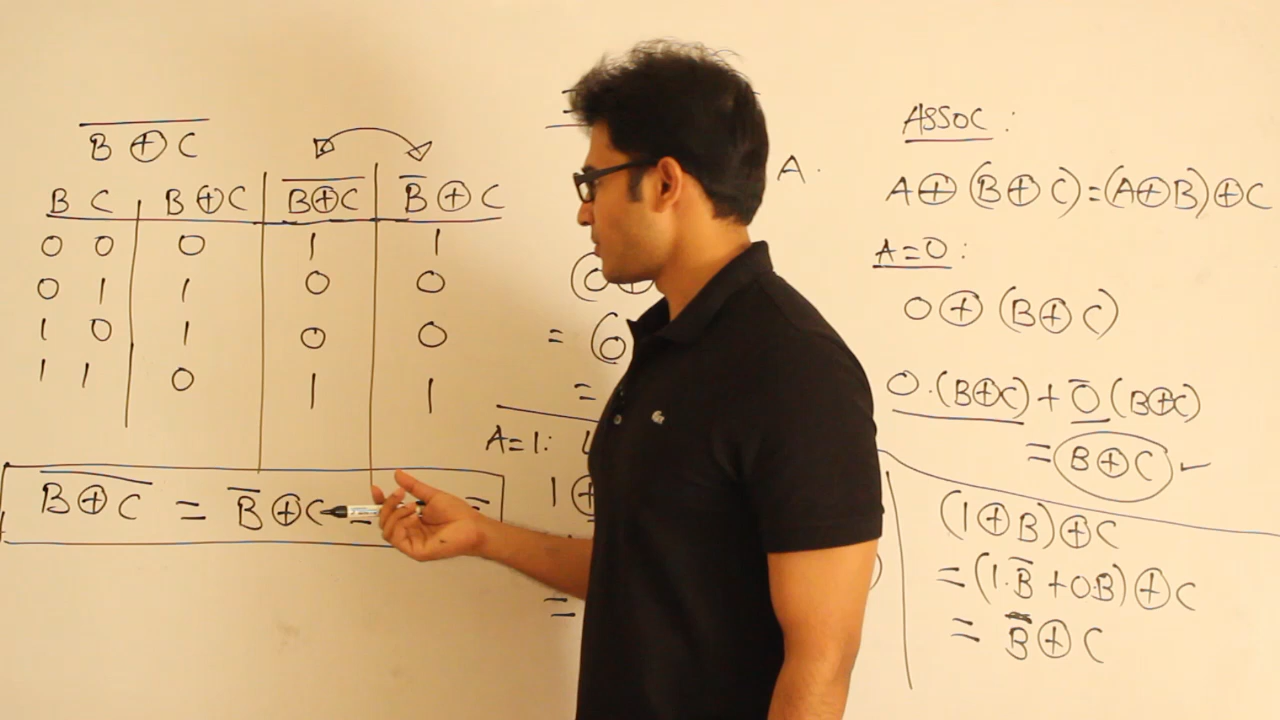 B̅ ̅⊕̅ ̅C̅
B C | B⊕C | B̅⊕̅C̅ | B̅ ⊕ C
0 0 | 0 | 1 | 1
0 1 | 1 | 0 | 0
1 0 | 1 | 0 | 0
1 1 | 0 | 1 | 1
B̅⊕̅C̅ = B̅⊕C =
A=1:
1⊕
=
A.
ASSOC:
A⊕(B⊕C)=(A⊕B)⊕C
A=0:
0⊕(B⊕C)
0.(B⊕C)+0̅(B⊕C)
=B⊕C ✓
(1⊕B)⊕C
=(1.B̅+0.B)⊕C
= B̅⊕C